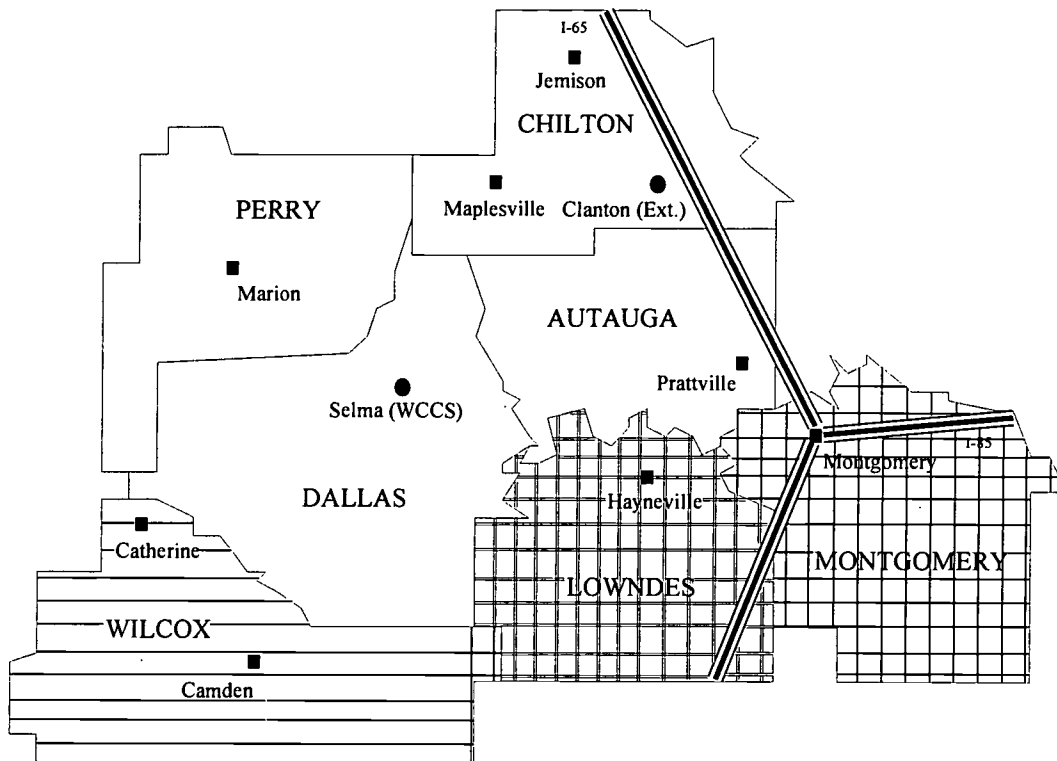 I-65
Jemison
CHILTON
Maplesville
Clanton (Ext.)
PERRY
Marion
AUTAUGA
Prattville
Selma (WCCS)
I-85
Montgomery
Hayneville
DALLAS
Catherine
MONTGOMERY
LOWNDES
WILCOX
Camden